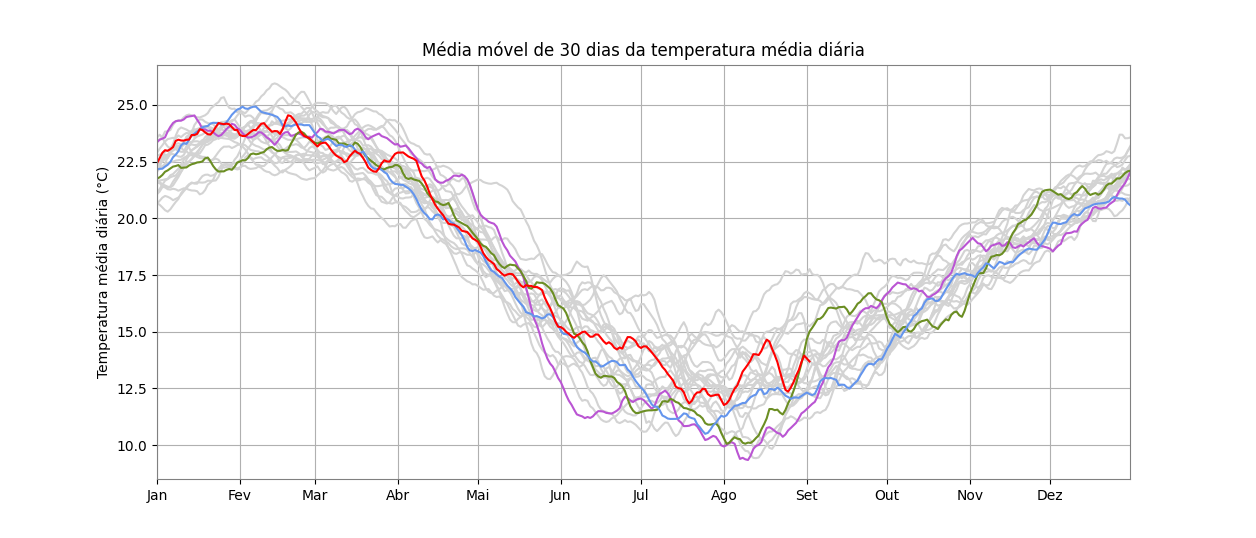 Média móvel de 30 dias da temperatura média diária
Temperatura média diária (°C)
25.0
22.5
20.0
17.5
15.0
12.5
10.0
Jan Fev Mar Abr Mai Jun Jul Ago Set Out Nov Dez